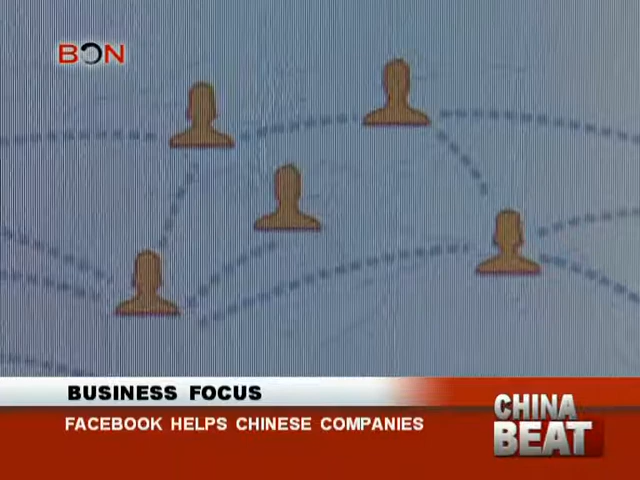 BON
BUSINESS FOCUS
FACEBOOK HELPS CHINESE COMPANIES
CHINA
BEAT